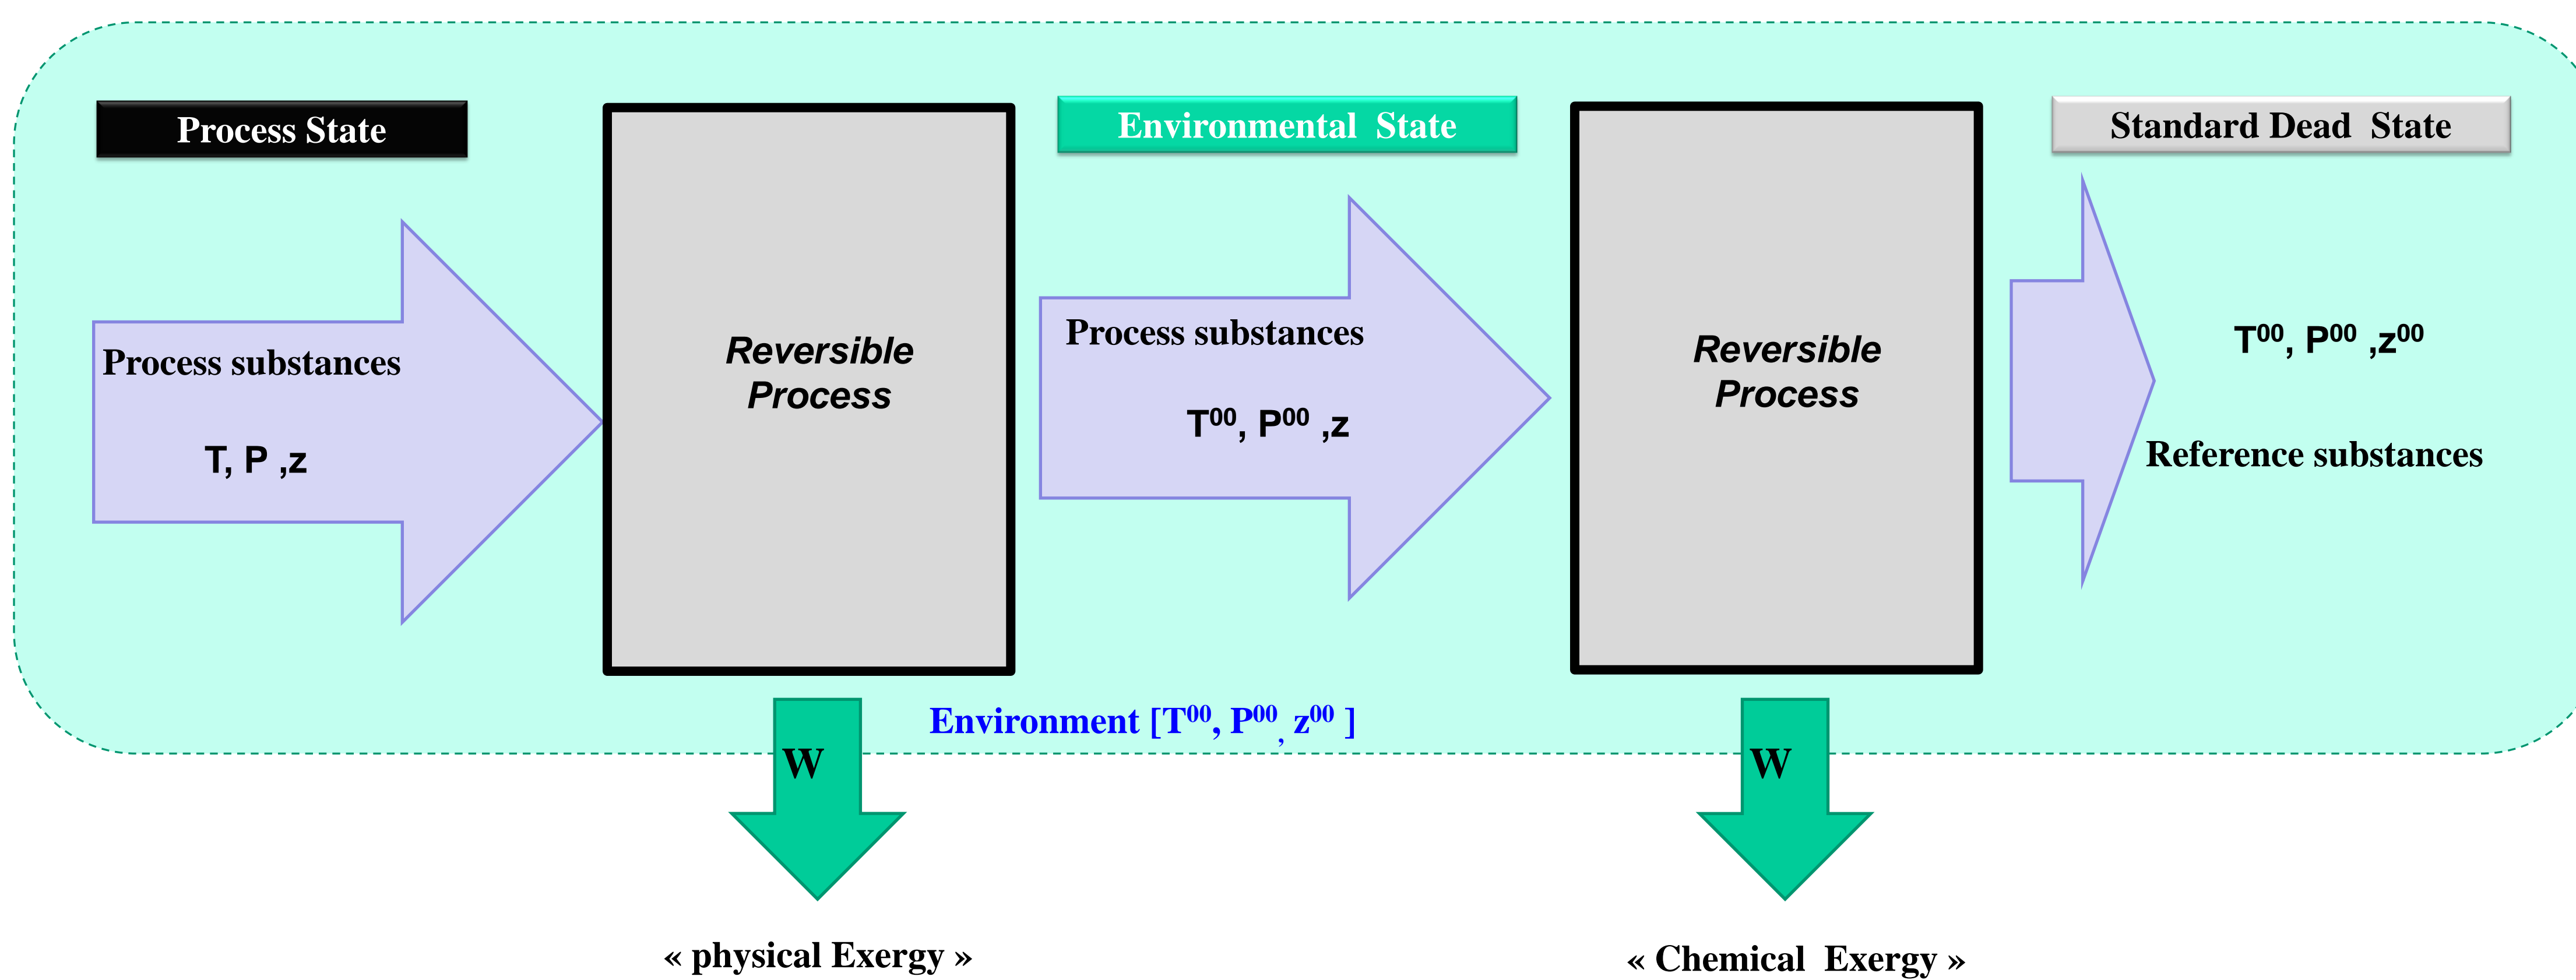 Process State
Environmental State
Standard Dead State
Process substances
T, P ,z
Reversible
Process
Process substances
T⁰⁰, P⁰⁰ ,z
Reversible
Process
T⁰⁰, P⁰⁰ ,z⁰⁰
Reference substances
Environment [T⁰⁰, P⁰⁰, z⁰⁰ ]
W
W
« physical Exergy »
« Chemical Exergy »